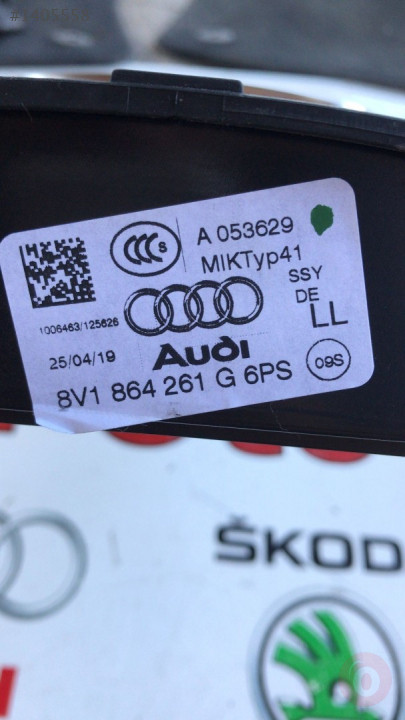 A 053629
MIKTyp41
SSY
DE
LL
1006463/125626
25/04/19
Audi
09S
8V1 864 261 G 6PS
ŠKOD